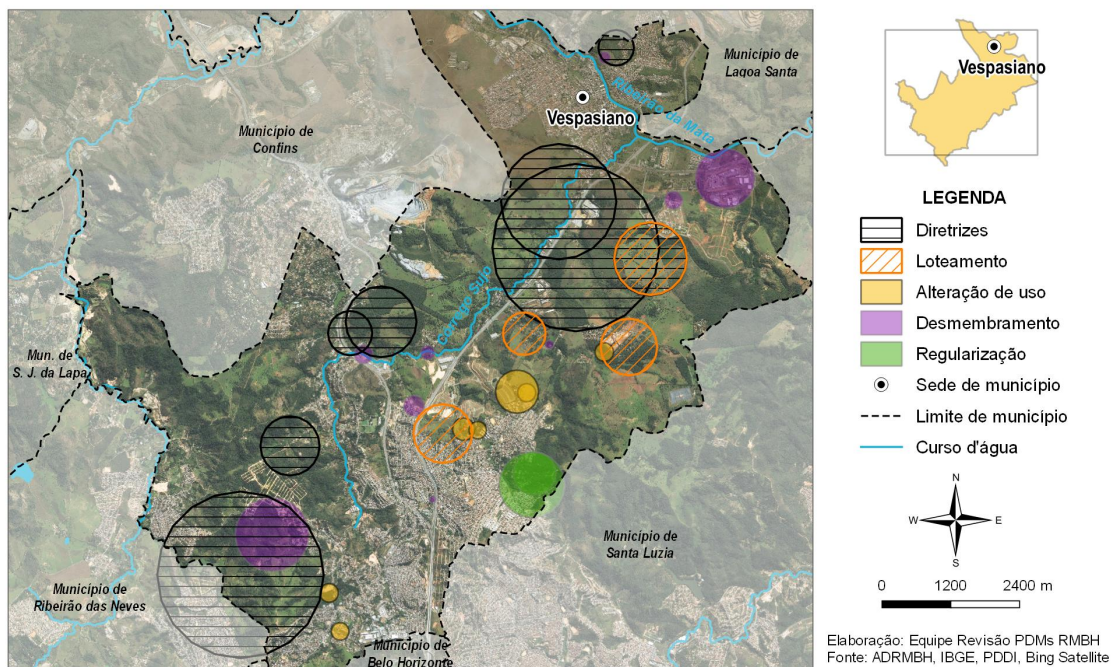 Município de
Lagoa Santa
Ribeirão da Mata
Vespasiano
Município de
Confins
Córrego Sujo
Mun. de
S. J. da Lapa
Município de
Santa Luzia
Município de
Ribeirão das Neves
Município de
Belo Horizonte
Vespasiano
LEGENDA
Diretrizes
Loteamento
Alteração de uso
Desmembramento
Regularização
Sede de município
Limite de município
Curso d'água
N
W
E
S
0 1200 2400 m
Elaboração: Equipe Revisão PDMs RMBH
Fonte: ADRMBH, IBGE, PDDI, Bing Satellite